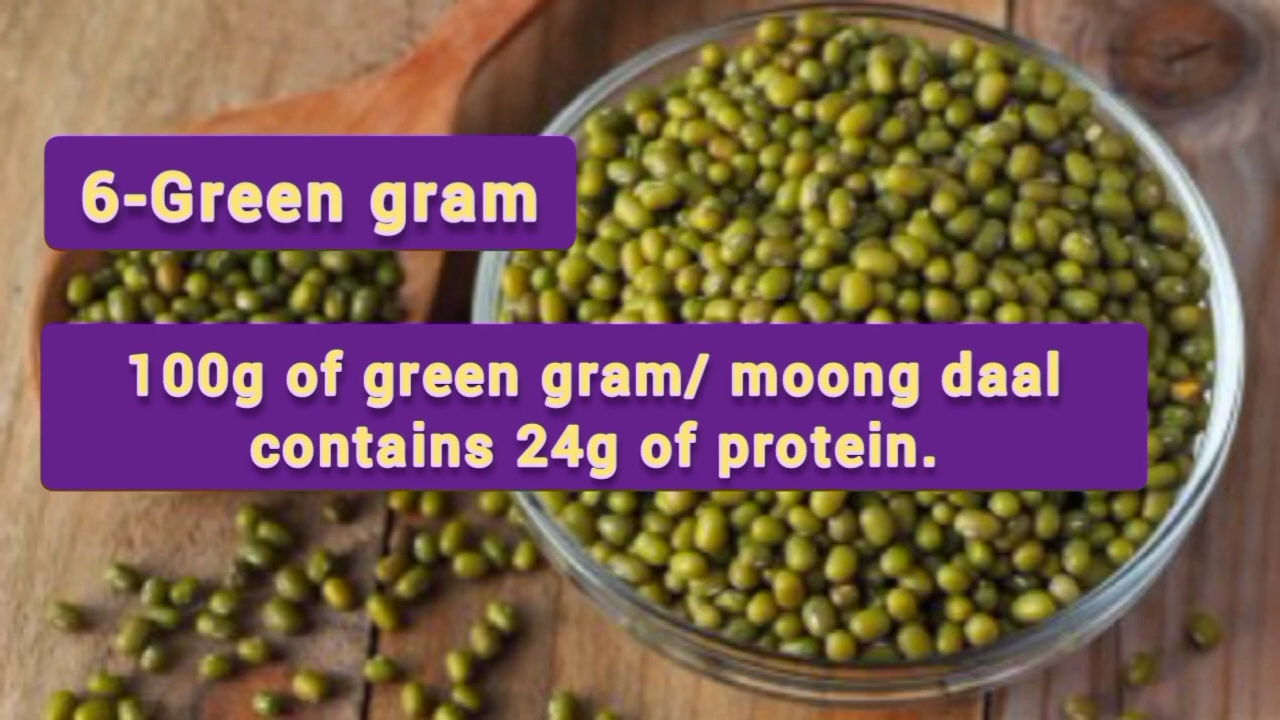 6-Green gram
100g of green gram/ moong daal
contains 24g of protein.